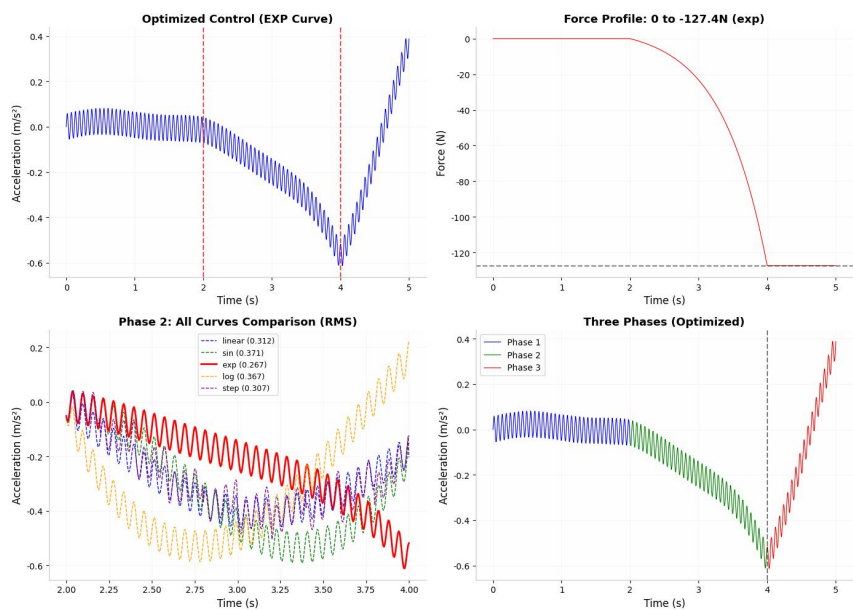 Optimized Control (EXP Curve)
Acceleration (m/s²)
0.4
0.2
0.0
-0.2
-0.4
-0.6
0 1 2 3 4 5
Time (s)
Force Profile: 0 to -127.4N (exp)
Force (N)
0
-20
-40
-60
-80
-100
-120
0 1 2 3 4 5
Time (s)
Phase 2: All Curves Comparison (RMS)
linear (0.312)
sin (0.371)
exp (0.267)
log (0.367)
step (0.307)
Acceleration (m/s²)
0.2
0.0
-0.2
-0.4
-0.6
2.00 2.25 2.50 2.75 3.00 3.25 3.50 3.75 4.00
Time (s)
Three Phases (Optimized)
Phase 1
Phase 2
Phase 3
Acceleration (m/s²)
0.4
0.2
0.0
-0.2
-0.4
-0.6
0 1 2 3 4 5
Time (s)